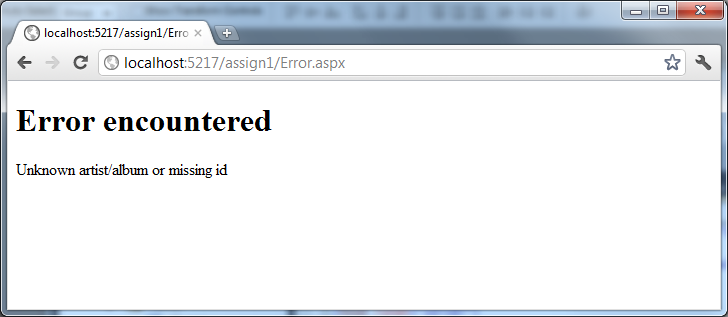 localhost:5217/assign1/Erro
localhost:5217/assign1/Error.aspx
Error encountered
Unknown artist/album or missing id